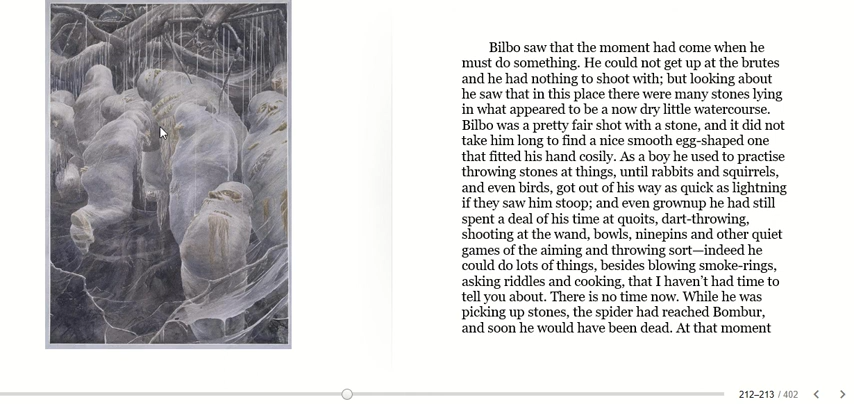 Bilbo saw that the moment had come when he
must do something. He could not get up at the brutes
and he had nothing to shoot with; but looking about
he saw that in this place there were many stones lying
in what appeared to be a now dry little watercourse.
Bilbo was a pretty fair shot with a stone, and it did not
take him long to find a nice smooth egg-shaped one
that fitted his hand cosily. As a boy he used to practise
throwing stones at things, until rabbits and squirrels,
and even birds, got out of his way as quick as lightning
if they saw him stoop; and even grownup he had still
spent a deal of his time at quoits, dart-throwing,
shooting at the wand, bowls, ninepins and other quiet
games of the aiming and throwing sort—indeed he
could do lots of things, besides blowing smoke-rings,
asking riddles and cooking, that I haven’t had time to
tell you about. There is no time now. While he was
picking up stones, the spider had reached Bombur,
and soon he would have been dead. At that moment
212–213 / 402